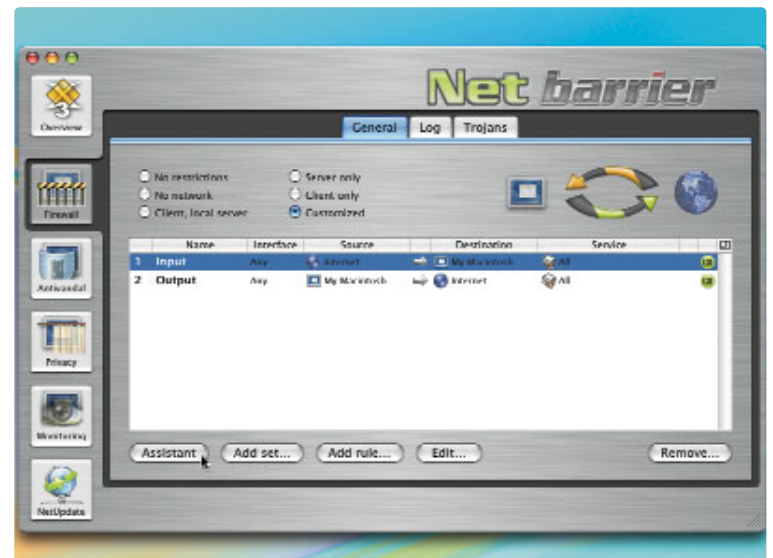 Net barrier
3
Overview
General Log Trojans
No restrictions
Server only
No network
Client only
Firewall
Client, local server
Customized
Name Interface Source Destination Service
1 Input Any Internet My Macintosh All
2 Output Any My Macintosh Internet All
Antivandal
Privacy
Monitoring
Assistant Add set... Add rule... Edit... Remove...
NetUpdate